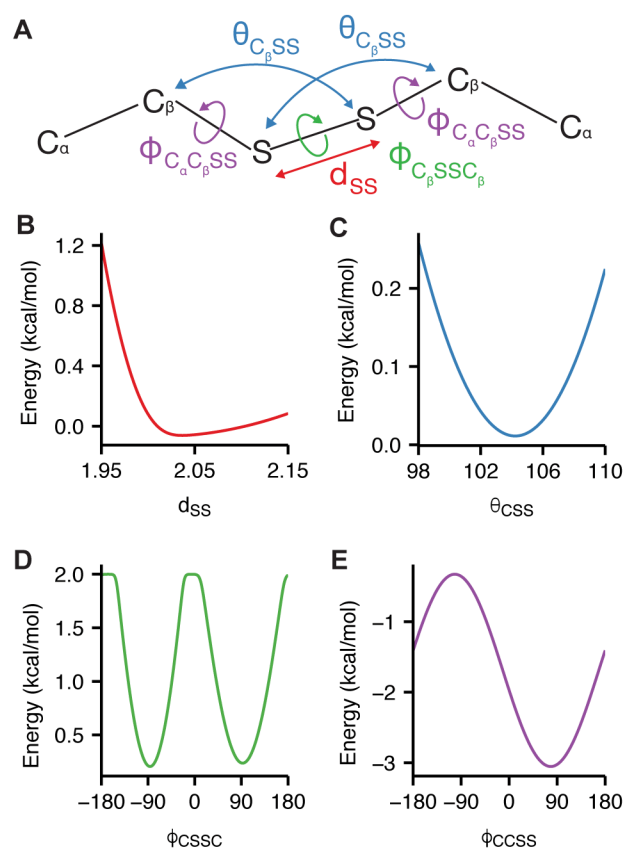 A
θCβSS θCβSS
Cβ Cβ
Cα S S Cα
ϕCαCβSS ϕCαCβSS
dSS ϕCβSSCβ
B
Energy (kcal/mol)
1.2
0.8
0.4
0.0
1.95 2.05 2.15
dSS
C
Energy (kcal/mol)
0.2
0.1
0.0
98 102 106 110
θCSS
D
Energy (kcal/mol)
2.0
1.5
1.0
0.5
−180 −90 0 90 180
ϕCSSC
E
Energy (kcal/mol)
−1
−2
−3
−180 −90 0 90 180
ϕCCSS